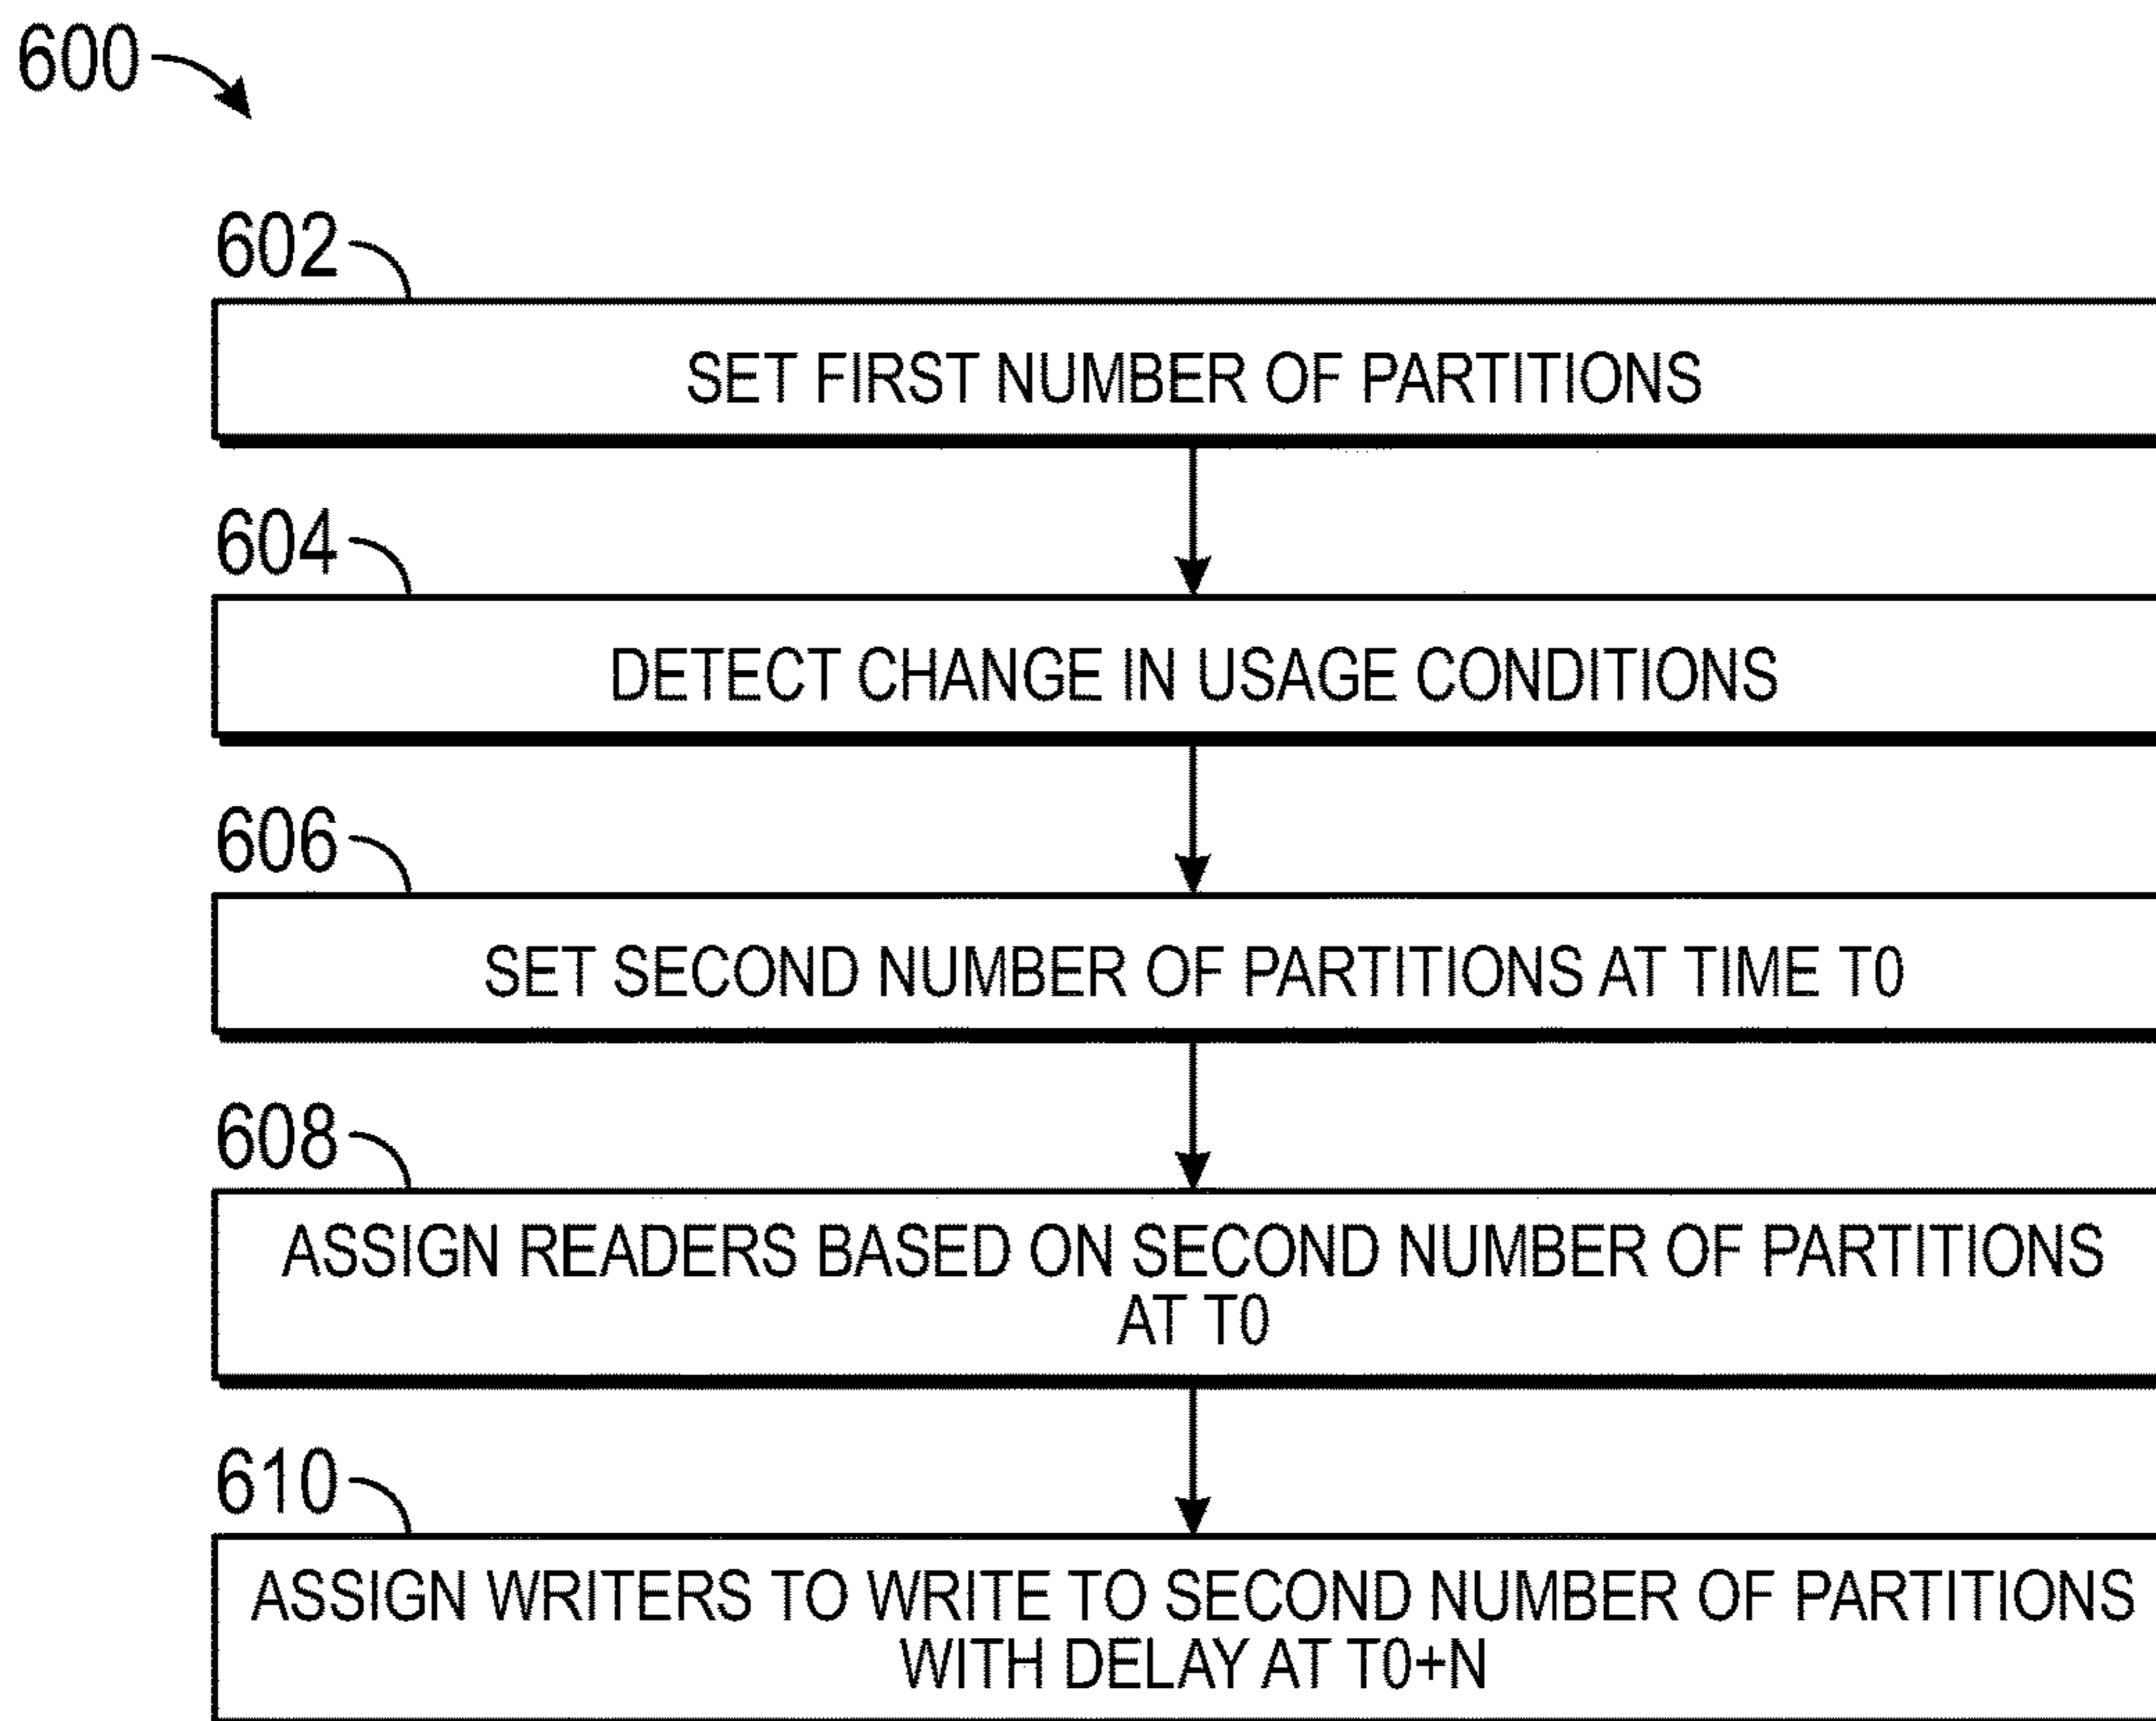 600
602
SET FIRST NUMBER OF PARTITIONS
604
DETECT CHANGE IN USAGE CONDITIONS
606
SET SECOND NUMBER OF PARTITIONS AT TIME T0
608
ASSIGN READERS BASED ON SECOND NUMBER OF PARTITIONS
AT T0
610
ASSIGN WRITERS TO WRITE TO SECOND NUMBER OF PARTITIONS
WITH DELAY AT T0+N